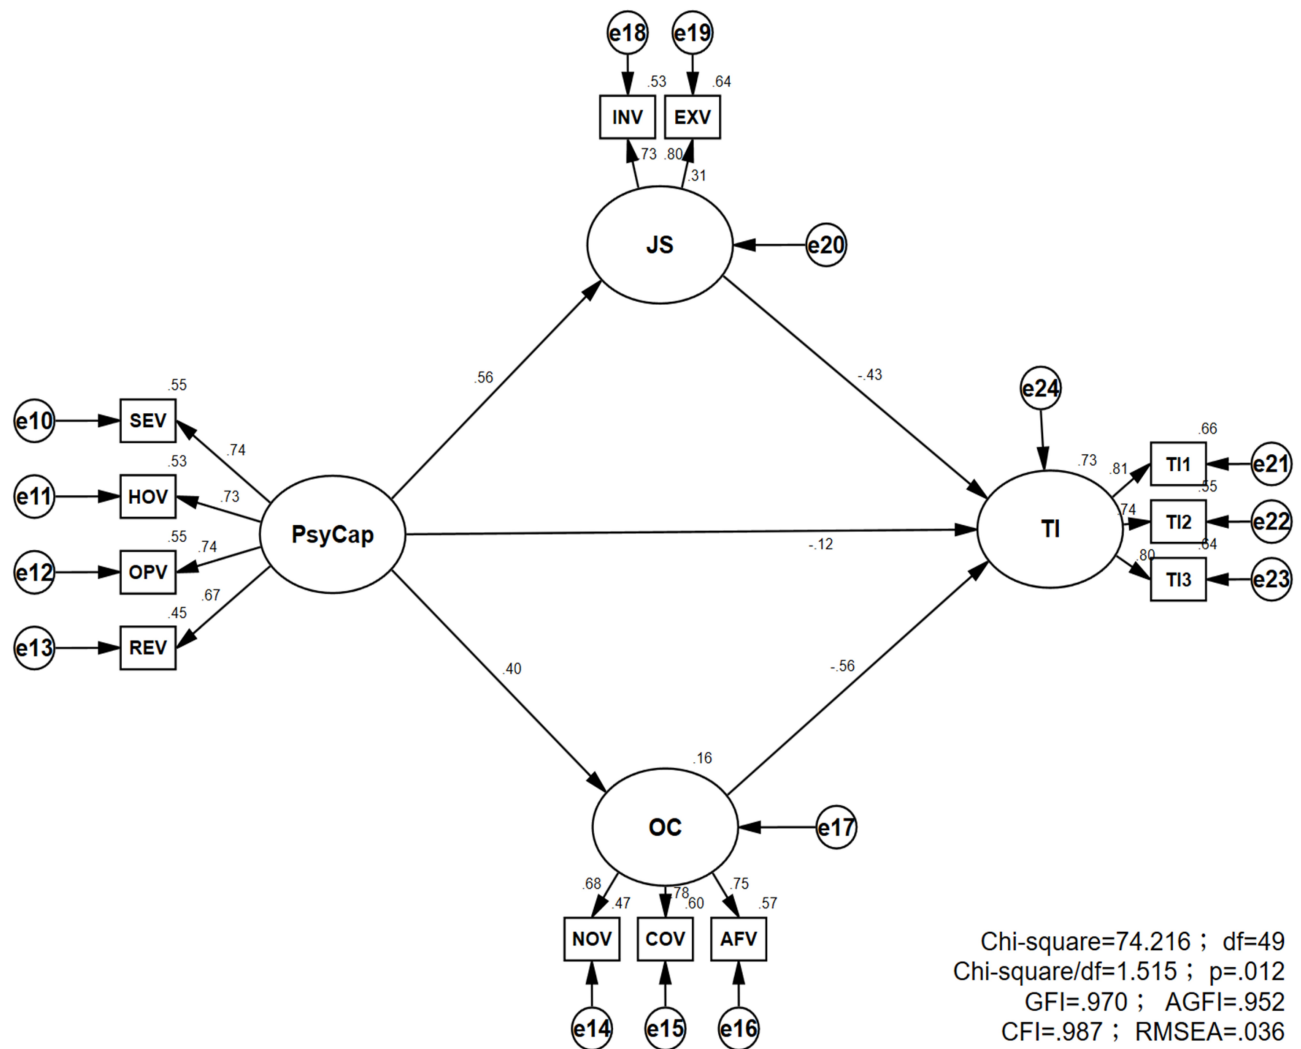 e18 e19
.53 .64
INV EXV
.73 .80
.31
JS e20
.56 -.43
e24
.55 .73 .66
e10 SEV .81 TI1 e21
.74 .55
.53
e11 HOV .73 .74 TI2 e22
PsyCap TI
-.12
.55 .74 .80 .64
e12 OPV TI3 e23
.67
.45
e13 REV
.40 -.56
.16
OC e17
.68 .78 .75
.47 .60 .57
NOV COV AFV
e14 e15 e16
Chi-square=74.216； df=49
Chi-square/df=1.515； p=.012
GFI=.970； AGFI=.952
CFI=.987； RMSEA=.036